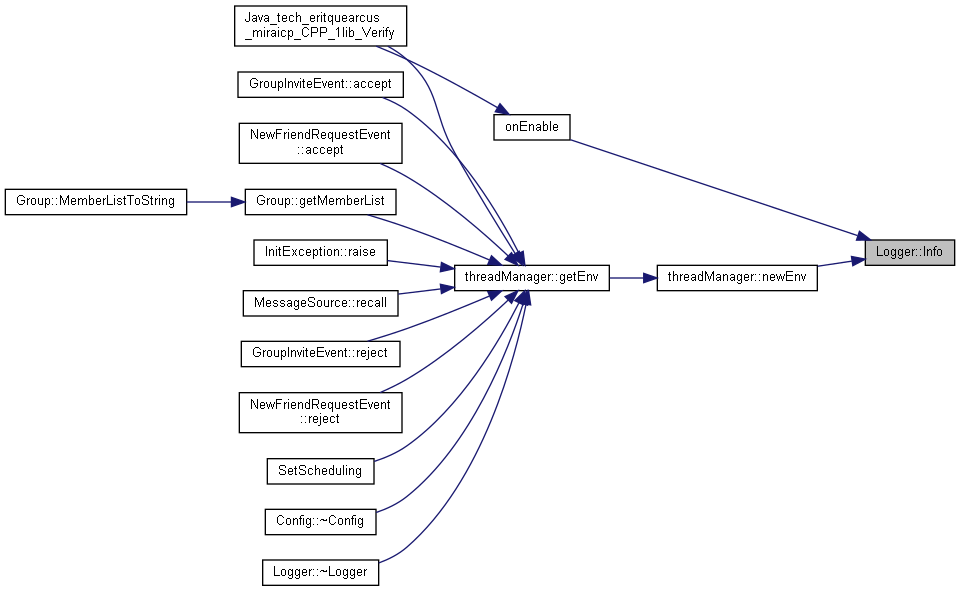 Java_tech_eritquearcus
_miraicp_CPP_1lib_Verify
GroupInviteEvent::accept
onEnable
NewFriendRequestEvent
::accept
Group::MemberListToString
Group::getMemberList
InitException::raise
Logger::Info
threadManager::getEnv
threadManager::newEnv
MessageSource::recall
GroupInviteEvent::reject
NewFriendRequestEvent
::reject
SetScheduling
Config::~Config
Logger::~Logger